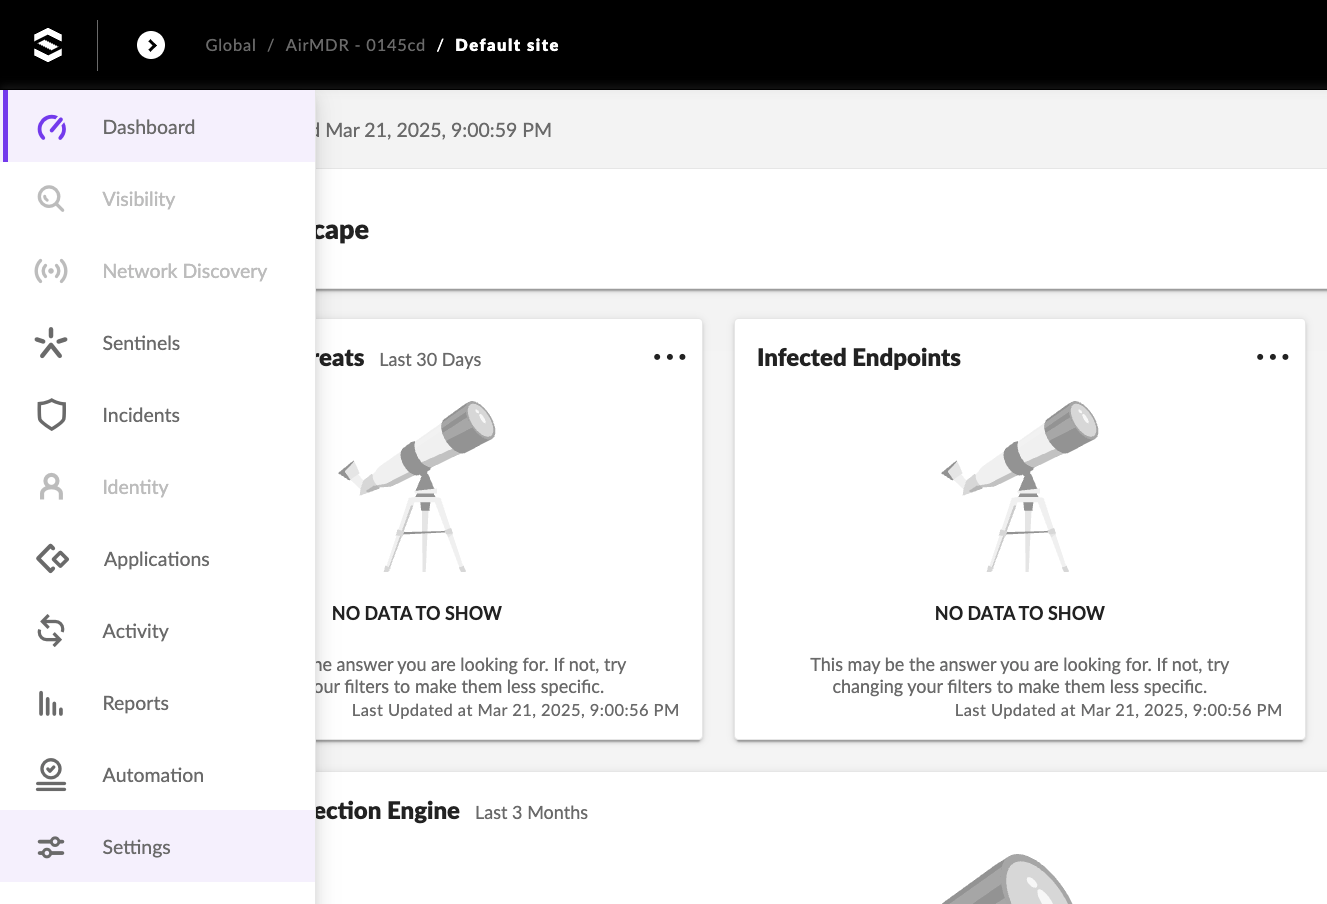 Global / AirMDR - 0145cd / Default site
Dashboard
Visibility
Network Discovery
Sentinels
Incidents
Identity
Applications
Activity
Reports
Automation
Settings
Mar 21, 2025, 9:00:59 PM
cape
reats Last 30 Days
NO DATA TO SHOW
he answer you are looking for. If not, try
our filters to make them less specific.
Last Updated at Mar 21, 2025, 9:00:56 PM
Infected Endpoints
NO DATA TO SHOW
This may be the answer you are looking for. If not, try
changing your filters to make them less specific.
Last Updated at Mar 21, 2025, 9:00:56 PM
ection Engine Last 3 Months